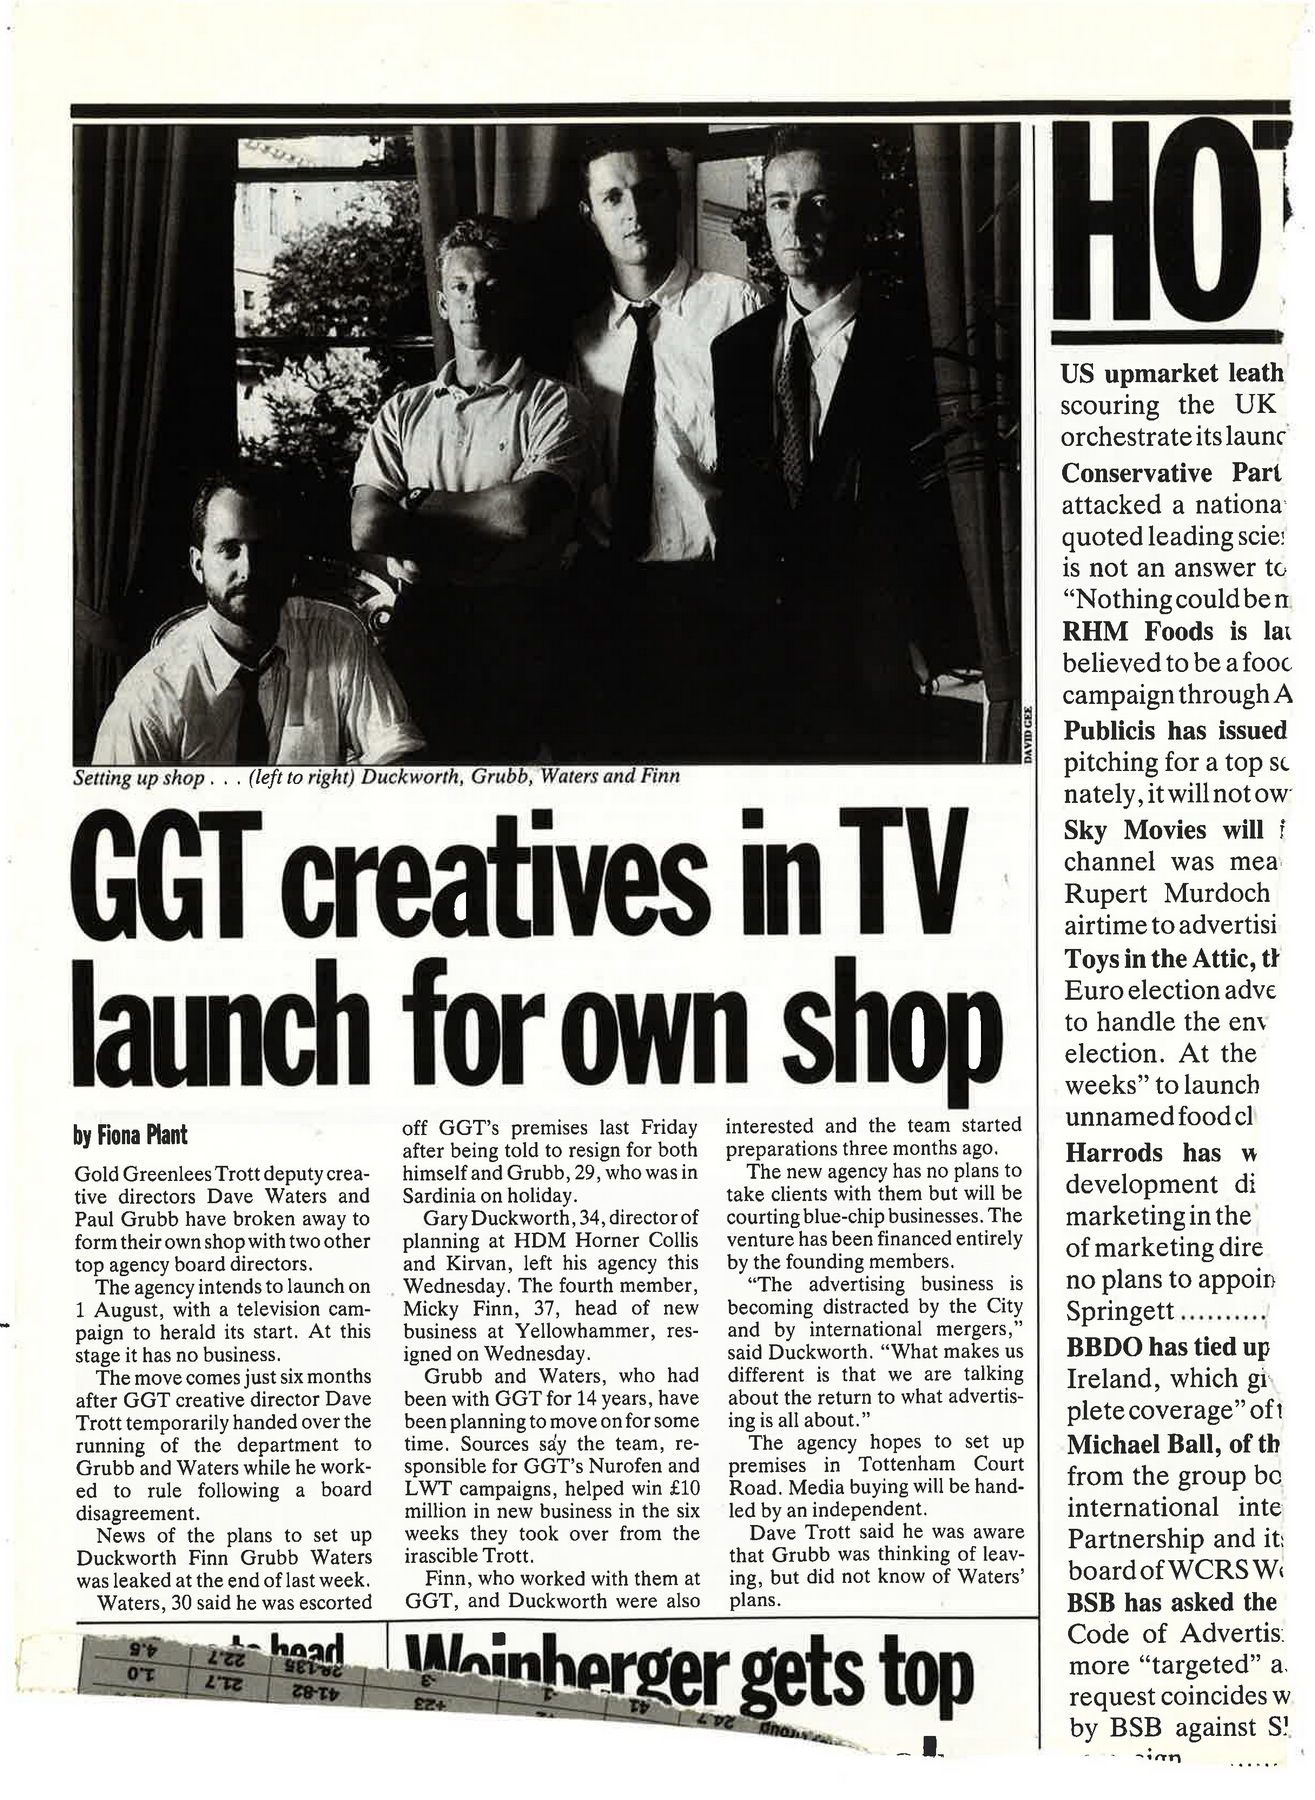 DAVID GEE
Setting up shop . . . (left to right) Duckworth, Grubb, Waters and Finn
GGT creatives in TV
launch for own shop
by Fiona Plant
Gold Greenlees Trott deputy crea-
tive directors Dave Waters and
Paul Grubb have broken away to
form their own shop with two other
top agency board directors.
The agency intends to launch on
1 August, with a television cam-
paign to herald its start. At this
stage it has no business.
The move comes just six months
after GGT creative director Dave
Trott temporarily handed over the
running of the department to
Grubb and Waters while he work-
ed to rule following a board
disagreement.
News of the plans to set up
Duckworth Finn Grubb Waters
was leaked at the end of last week.
Waters, 30 said he was escorted
off GGT's premises last Friday
after being told to resign for both
himself and Grubb, 29, who was in
Sardinia on holiday.
Gary Duckworth, 34, director of
planning at HDM Horner Collis
and Kirvan, left his agency this
Wednesday. The fourth member,
Micky Finn, 37, head of new
business at Yellowhammer, res-
igned on Wednesday.
Grubb and Waters, who had
been with GGT for 14 years, have
been planning to move on for some
time. Sources say the team, re-
sponsible for GGT's Nurofen and
LWT campaigns, helped win £10
million in new business in the six
weeks they took over from the
irascible Trott.
Finn, who worked with them at
GGT, and Duckworth were also
interested and the team started
preparations three months ago.
The new agency has no plans to
take clients with them but will be
courting blue-chip businesses. The
venture has been financed entirely
by the founding members.
“The advertising business is
becoming distracted by the City
and by international mergers,”
said Duckworth. “What makes us
different is that we are talking
about the return to what advertis-
ing is all about.”
The agency hopes to set up
premises in Tottenham Court
Road. Media buying will be hand-
led by an independent.
Dave Trott said he was aware
that Grubb was thinking of leav-
ing, but did not know of Waters'
plans.
HOT
US upmarket leath
scouring the UK
orchestrate its launc
Conservative Part
attacked a nationa
quoted leading scie
is not an answer to
“Nothing could be
RHM Foods is
believed to be a food
campaign through A
Publicis has issued
pitching for a top
nately, it will not ow
Sky Movies will
channel was mea
Rupert Murdoch
airtime to advertisi
Toys in the Attic, th
Euro election adve
to handle the env
election. At the
weeks” to launch
unnamed food cl
Harrods has w
development di
marketing in the
of marketing dire
no plans to appoin
Springett ..........
BBDO has tied up
Ireland, which gi
plete coverage” of
Michael Ball, of th
from the group bo
international inte
Partnership and its
board of WCRS
BSB has asked the
Code of Advertis
more “targeted” a
request coincides w
by BSB against
head
Weinberger gets top
4.5 22.7 28-135
1.0 21.7 41-82 +23
24.7